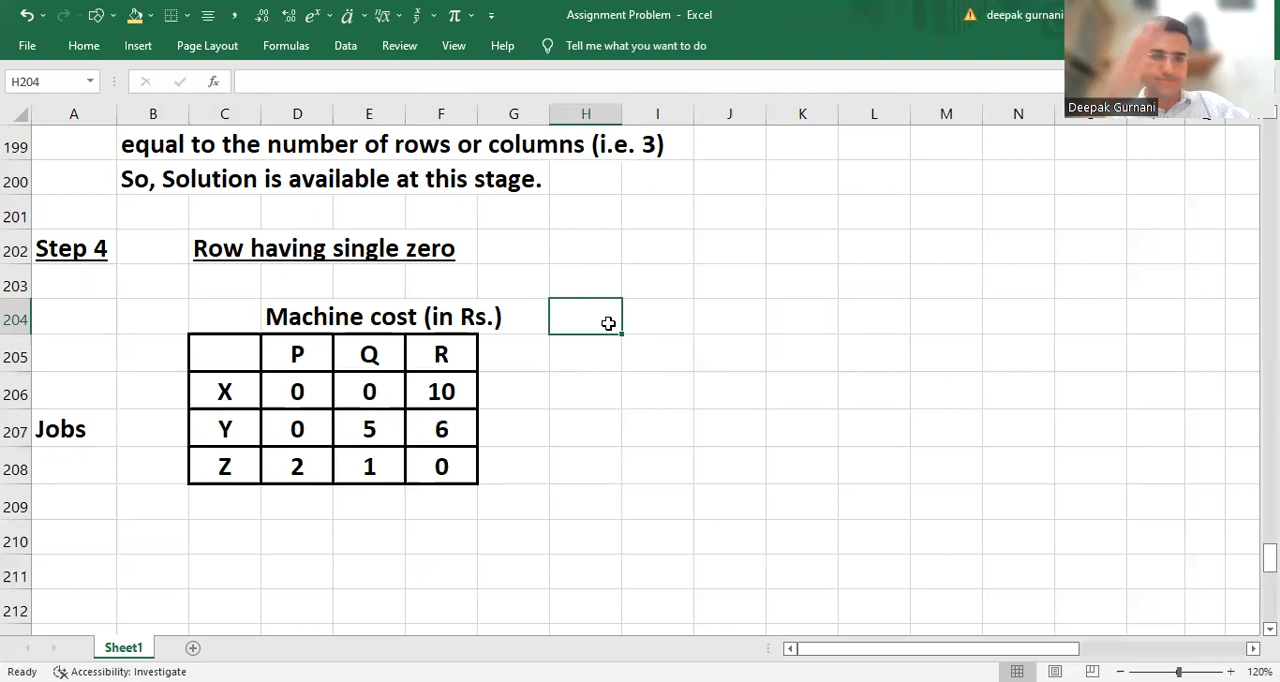 Assignment Problem - Excel
deepak gurnani
File Home Insert Page Layout Formulas Data Review View Help Tell me what you want to do
Deepak Gurnani
H204 fx
A B C D E F G H I J K L M N
199 equal to the number of rows or columns (i.e. 3)
200 So, Solution is available at this stage.
201
202 Step 4 Row having single zero
203
204 Machine cost (in Rs.)
205 P Q R
206 X 0 0 10
207 Jobs Y 0 5 6
208 Z 2 1 0
209
210
211
212
Sheet1
Ready Accessibility: Investigate 120%